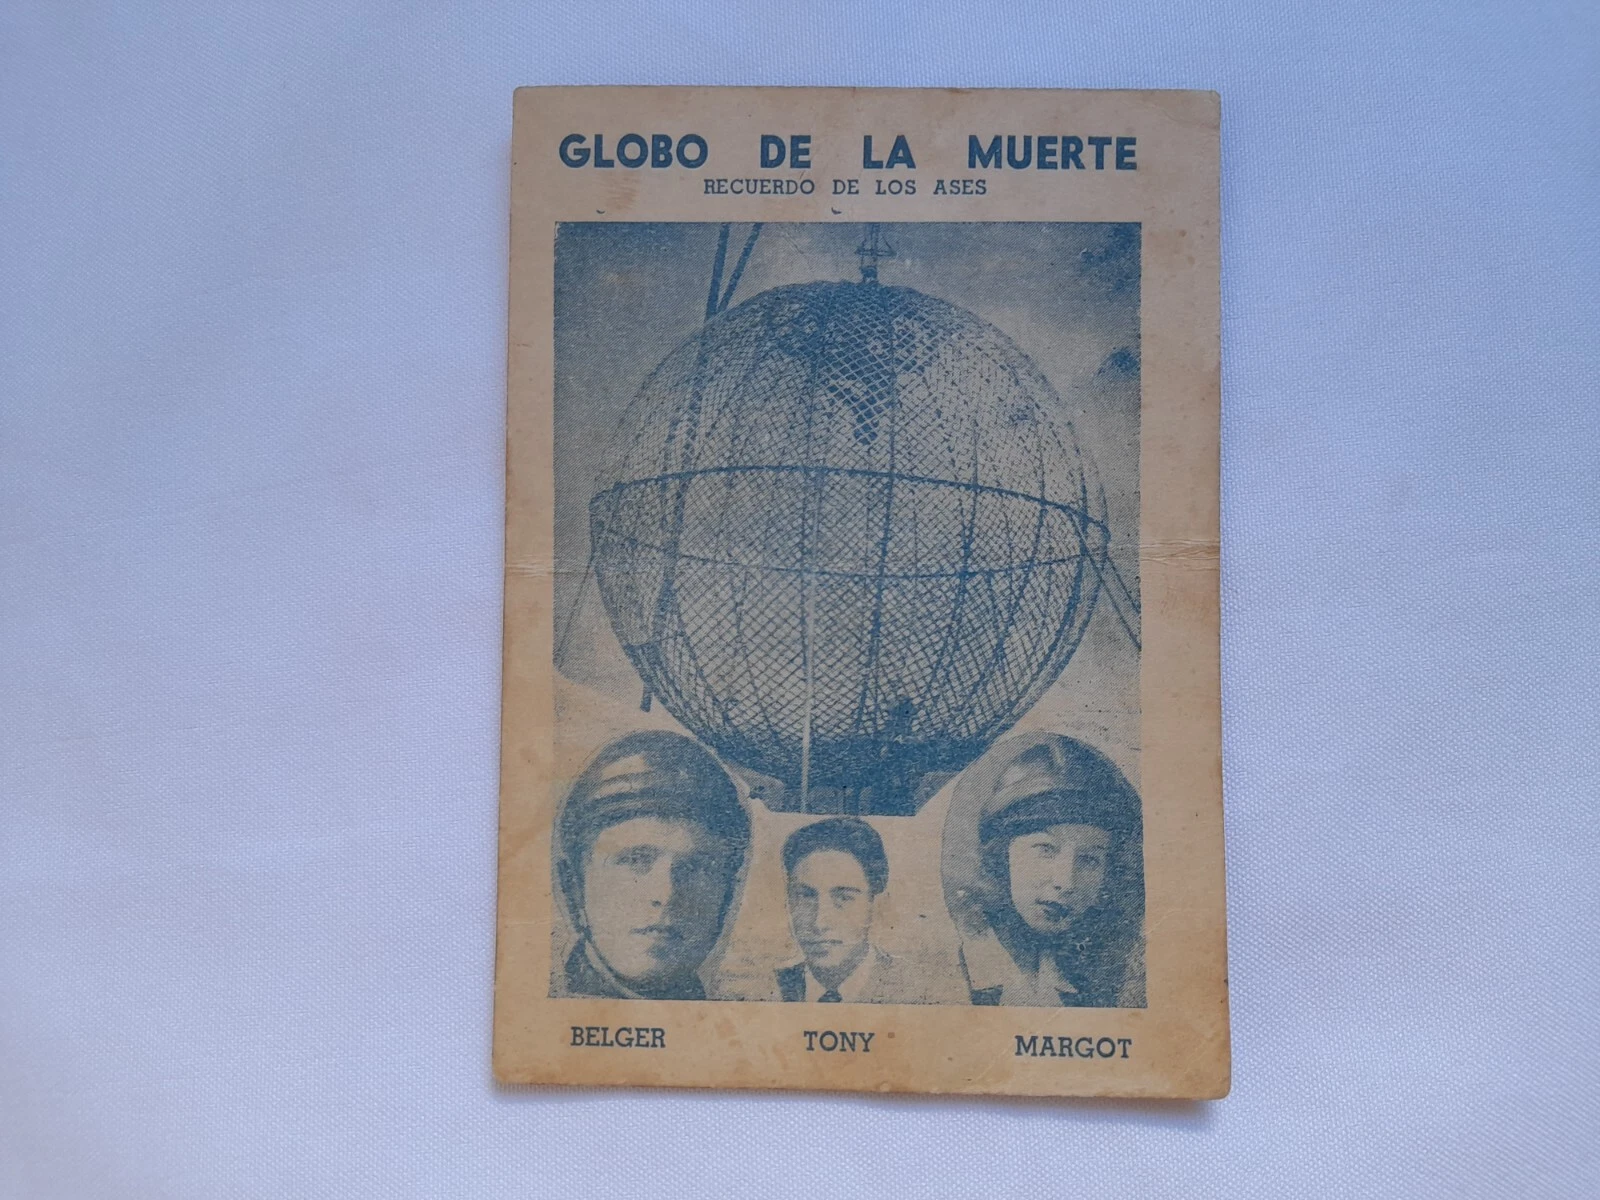 GLOBO DE LA MUERTE
RECUERDO DE LOS ASES
BELGER TONY MARGOT